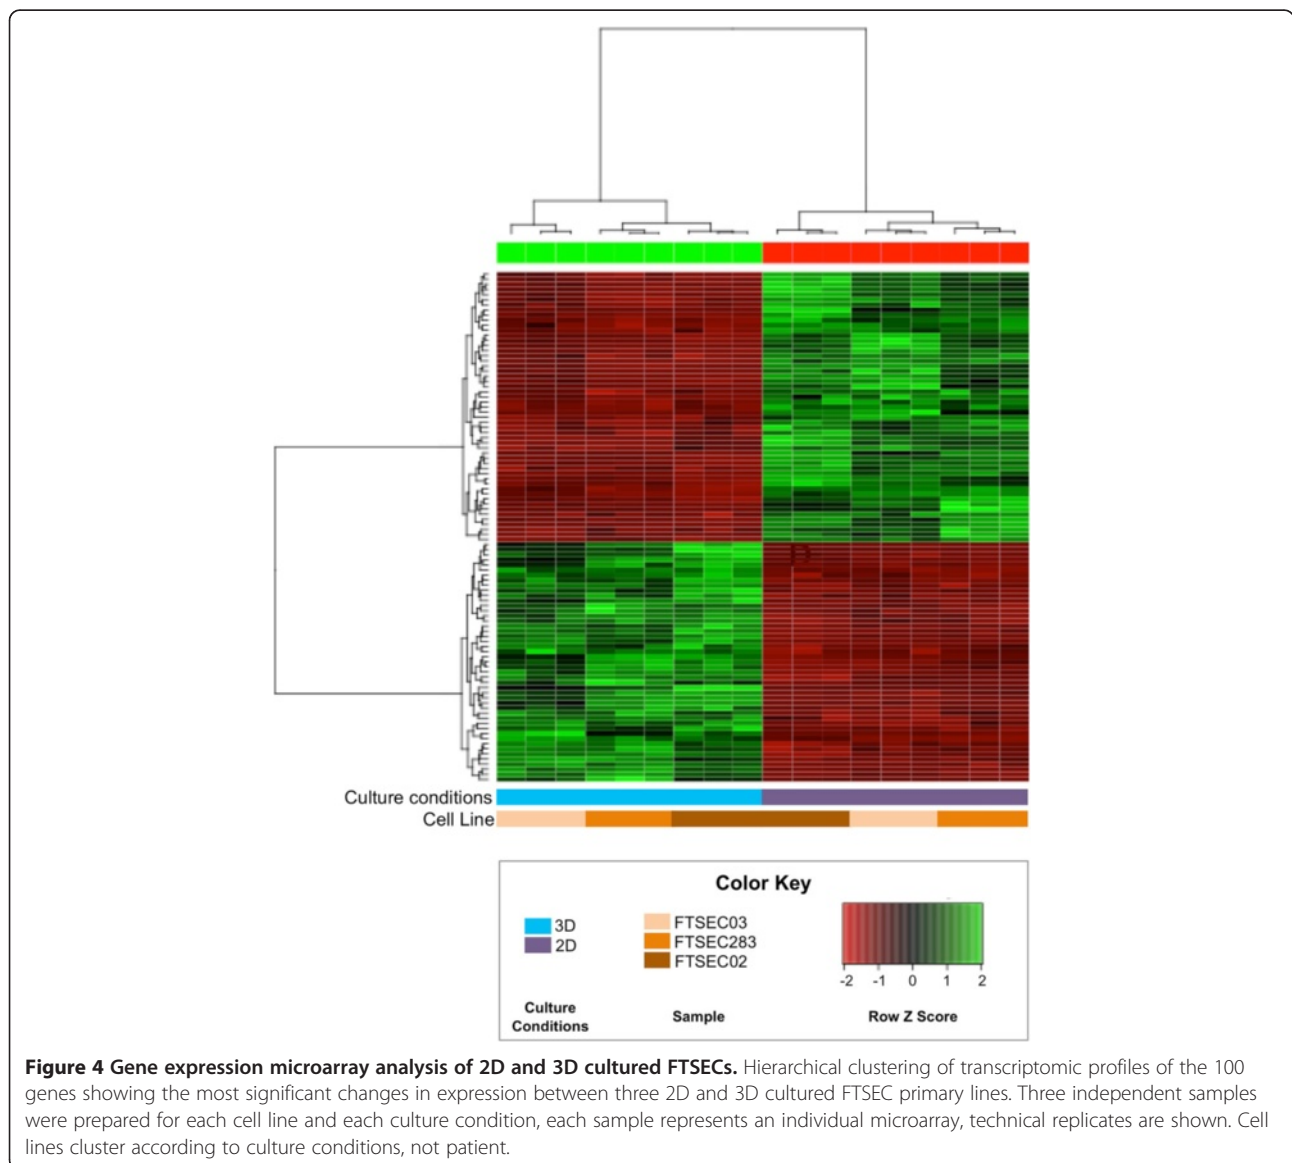 Culture conditions
Cell Line
Color Key
3D
2D
FTSEC03
FTSEC283
FTSEC02
-2 -1 0 1 2
Culture
Conditions
Sample
Row Z Score
Figure 4 Gene expression microarray analysis of 2D and 3D cultured FTSECs. Hierarchical clustering of transcriptomic profiles of the 100
genes showing the most significant changes in expression between three 2D and 3D cultured FTSEC primary lines. Three independent samples
were prepared for each cell line and each culture condition, each sample represents an individual microarray, technical replicates are shown. Cell
lines cluster according to culture conditions, not patient.